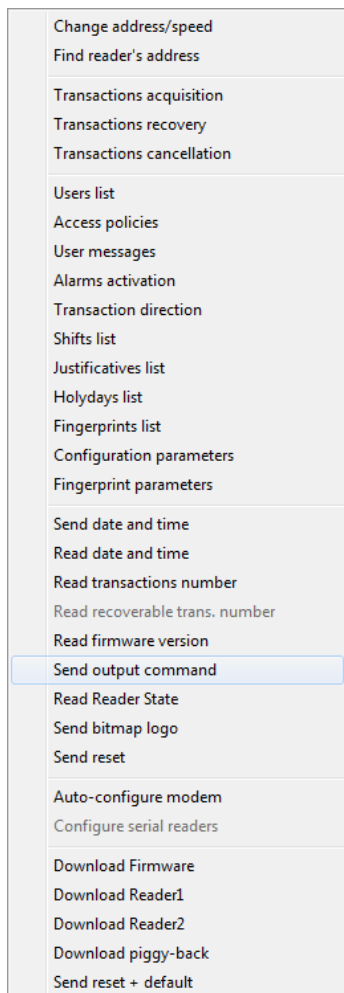 Change address/speed
Find reader's address
Transactions acquisition
Transactions recovery
Transactions cancellation
Users list
Access policies
User messages
Alarms activation
Transaction direction
Shifts list
Justificatives list
Holydays list
Fingerprints list
Configuration parameters
Fingerprint parameters
Send date and time
Read date and time
Read transactions number
Read recoverable trans. number
Read firmware version
Send output command
Read Reader State
Send bitmap logo
Send reset
Auto-configure modem
Configure serial readers
Download Firmware
Download Reader1
Download Reader2
Download piggy-back
Send reset + default